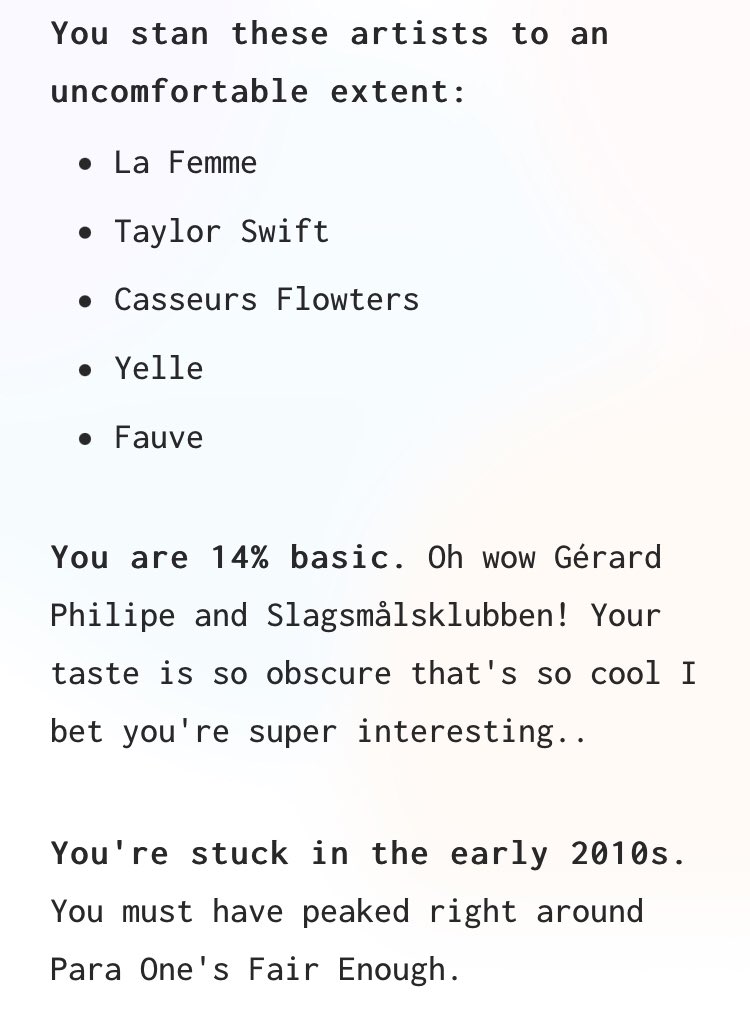 You stan these artists to an
uncomfortable extent:
• La Femme
• Taylor Swift
• Casseurs Flowters
• Yelle
• Fauve
You are 14% basic. Oh wow Gérard
Philipe and Slagsmålsklubben! Your
taste is so obscure that's so cool I
bet you're super interesting..
You're stuck in the early 2010s.
You must have peaked right around
Para One's Fair Enough.